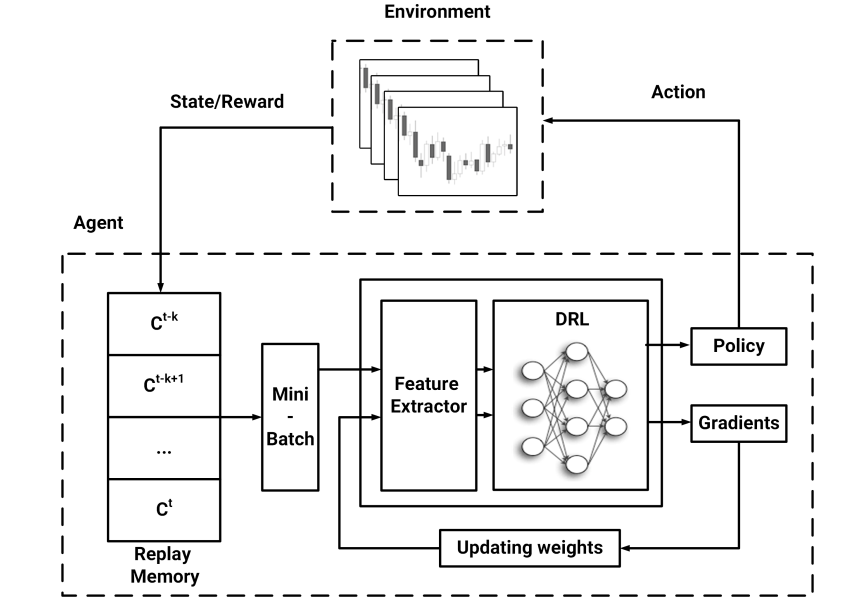 Environment
State/Reward
Action
Agent
C^t-k
C^t-k+1
...
C^t
Replay
Memory
Mini
-
Batch
Feature
Extractor
DRL
Policy
Gradients
Updating weights